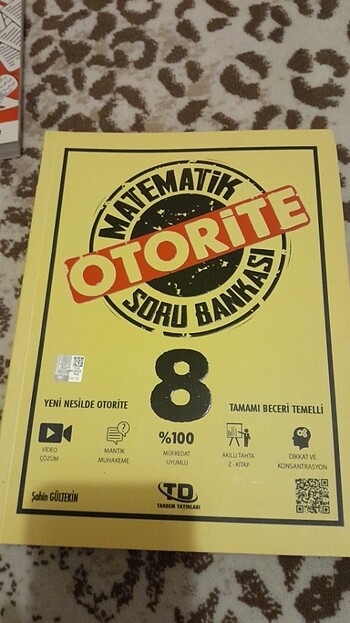 MATEMATİK
OTORİTE
SORU BANKASI
8
YENİ NESİLDE OTORİTE
TAMAMI BECERİ TEMELLİ
VİDEO
ÇÖZÜM
MANTIK
MUHAKEME
%100
MÜFREDAT
UYUMLU
AKILLI TAHTA
Z - KİTAP
DİKKAT VE
KONSANTRASYON
Şahin GÜLTEKİN
TD
TANDEM YAYINLARI